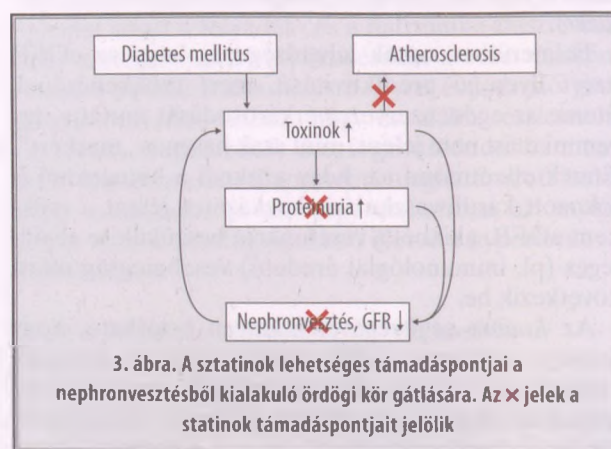 Diabetes mellitus
Atherosclerosis
Toxinok ↑
Proteinuria ↑
Nephronvesztés, GFR ↓
3. ábra. A sztatinok lehetséges támadáspontjai a
nephronvesztésből kialakuló ördögi kör gátlására. Az × jelek a
statinok támadáspontjait jelölik